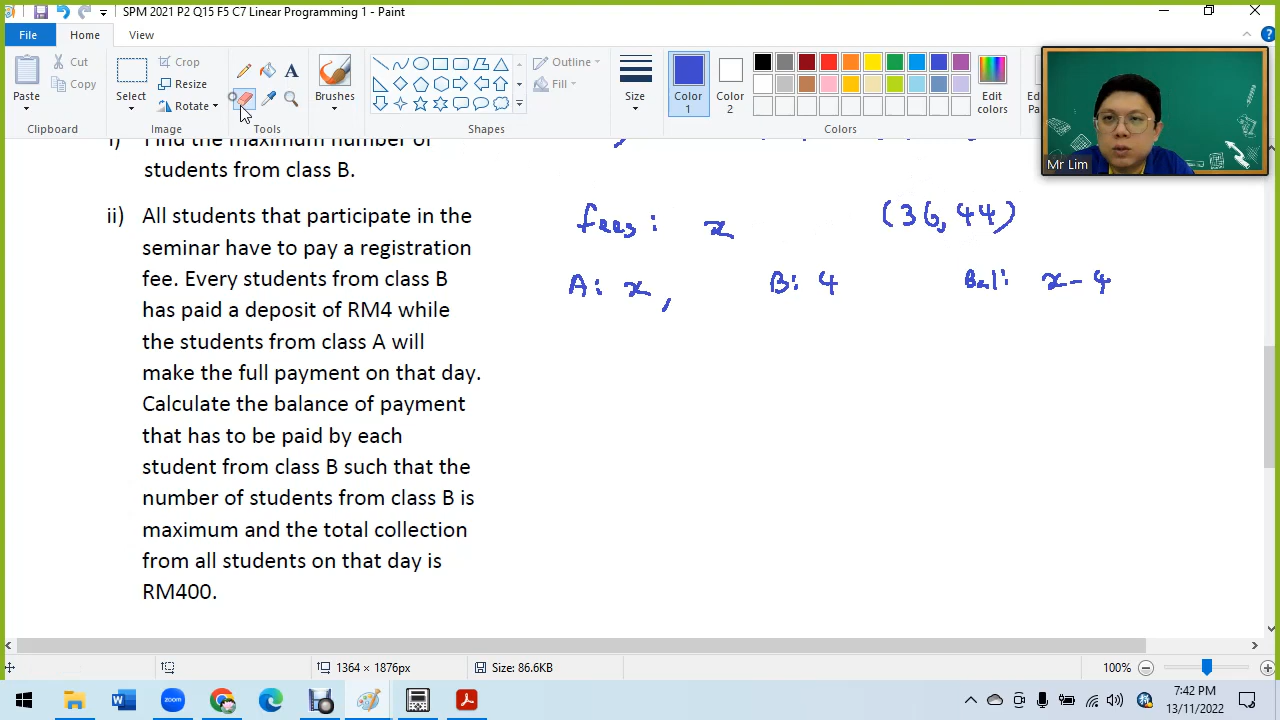 SPM 2021 P2 Q15 F5 C7 Linear Programming 1 - Paint
File Home View
Paste Cut Copy Select Crop Resize Rotate Brushes Outline Fill Size Color 1 Color 2 Edit colors
Clipboard Image Tools Shapes Colors
Mr Lim
i) Find the maximum number of
students from class B.
ii) All students that participate in the
seminar have to pay a registration
fee. Every students from class B
has paid a deposit of RM4 while
the students from class A will
make the full payment on that day.
Calculate the balance of payment
that has to be paid by each
student from class B such that the
number of students from class B is
maximum and the total collection
from all students on that day is
RM400.
fees : x (36, 44)
A: x, B: 4 Bal: x - 4
1364 × 1876px Size: 86.6KB 100%
7:42 PM
13/11/2022